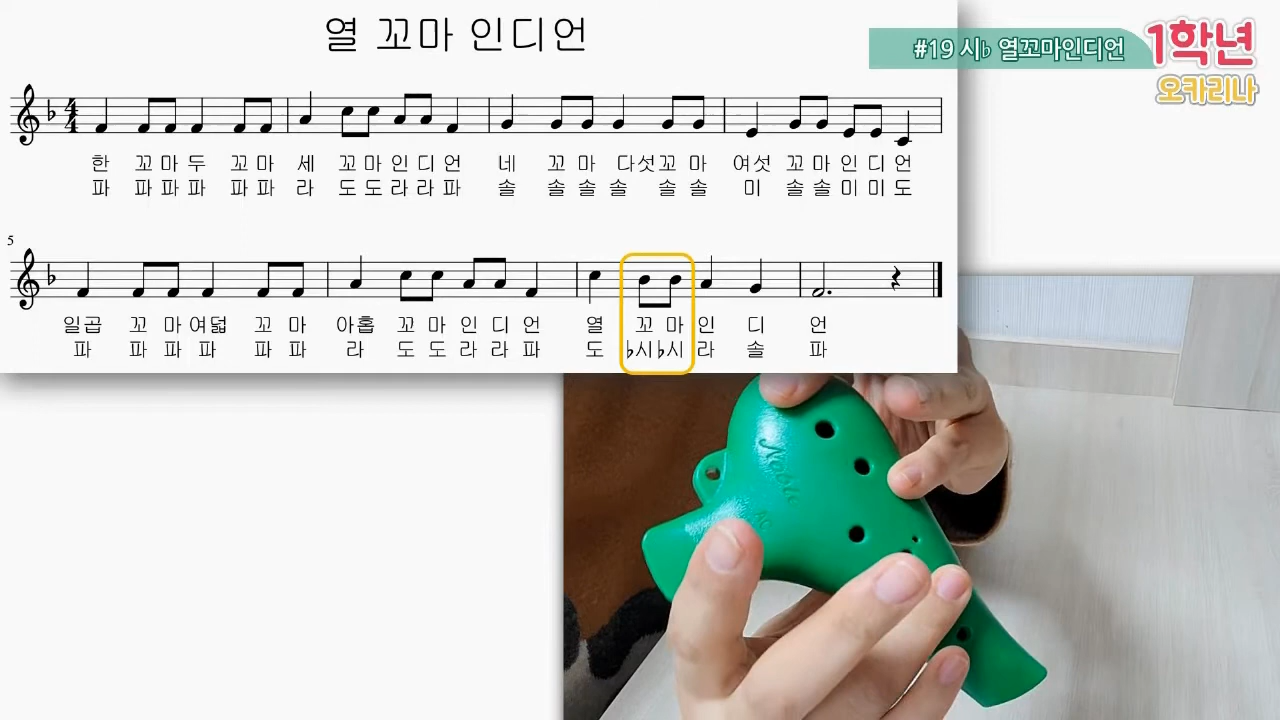 열 꼬마 인디언
#19 시♭ 열꼬마인디언
1학년
오카리나
4
4
한 꼬 마 두 꼬 마 세 꼬 마 인 디 언 네 꼬 마 다섯 꼬 마 여섯 꼬 마 인 디 언
파 파 파 파 파 파 라 도 도 라 라 파 솔 솔 솔 솔 솔 솔 미 솔 솔 미 미 도
5
일곱 꼬 마 여덟 꼬 마 아홉 꼬 마 인 디 언 열 꼬 마 인 디 언
파 파 파 파 파 파 라 도 도 라 라 파 도 ♭시 ♭시 라 솔 파
Noble
AC